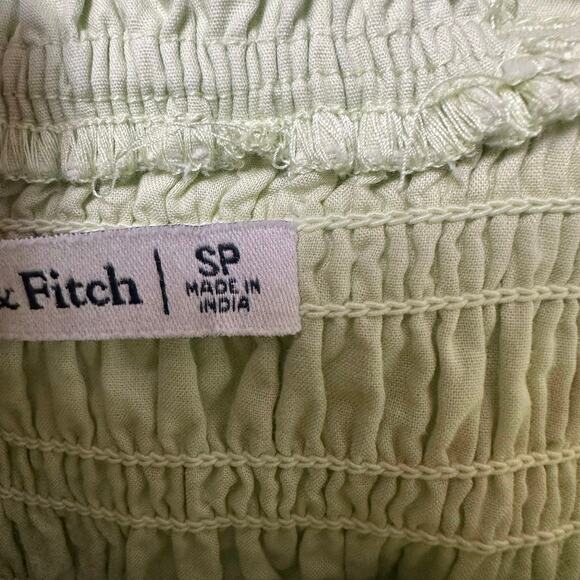 & Fitch | SP
MADE IN
INDIA